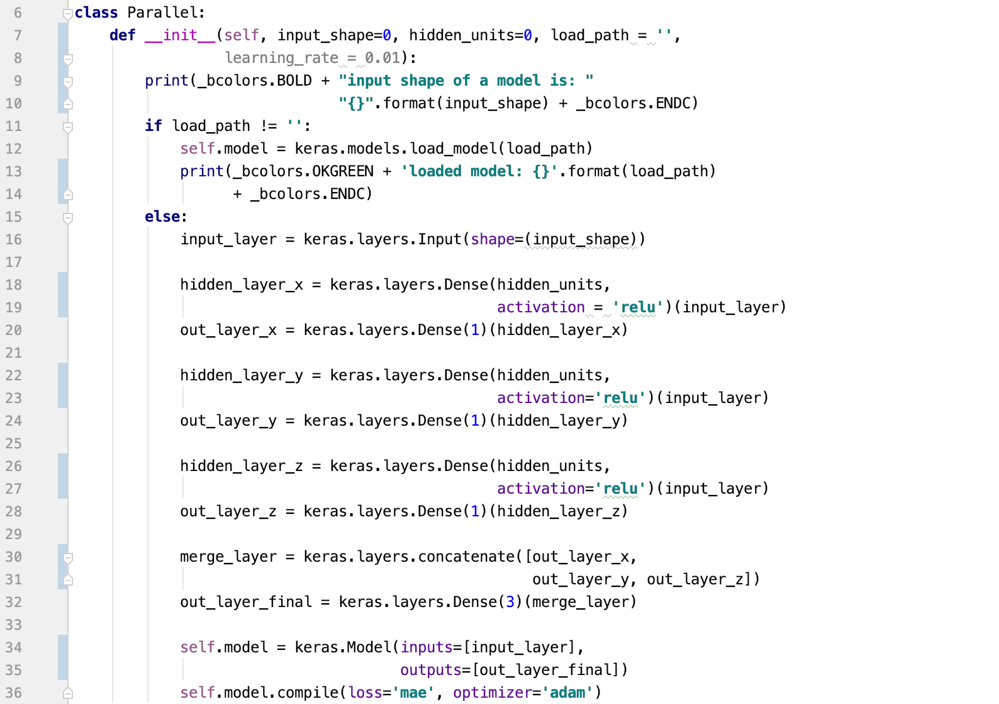 6 class Parallel:
7 def __init__(self, input_shape=0, hidden_units=0, load_path = '',
8 learning_rate = 0.01):
9 print(_bcolors.BOLD + "input shape of a model is: "
10 "{}".format(input_shape) + _bcolors.ENDC)
11 if load_path != '':
12 self.model = keras.models.load_model(load_path)
13 print(_bcolors.OKGREEN + 'loaded model: {}'.format(load_path)
14 + _bcolors.ENDC)
15 else:
16 input_layer = keras.layers.Input(shape=(input_shape))
17
18 hidden_layer_x = keras.layers.Dense(hidden_units,
19 activation = 'relu')(input_layer)
20 out_layer_x = keras.layers.Dense(1)(hidden_layer_x)
21
22 hidden_layer_y = keras.layers.Dense(hidden_units,
23 activation='relu')(input_layer)
24 out_layer_y = keras.layers.Dense(1)(hidden_layer_y)
25
26 hidden_layer_z = keras.layers.Dense(hidden_units,
27 activation='relu')(input_layer)
28 out_layer_z = keras.layers.Dense(1)(hidden_layer_z)
29
30 merge_layer = keras.layers.concatenate([out_layer_x,
31 out_layer_y, out_layer_z])
32 out_layer_final = keras.layers.Dense(3)(merge_layer)
33
34 self.model = keras.Model(inputs=[input_layer],
35 outputs=[out_layer_final])
36 self.model.compile(loss='mae', optimizer='adam')